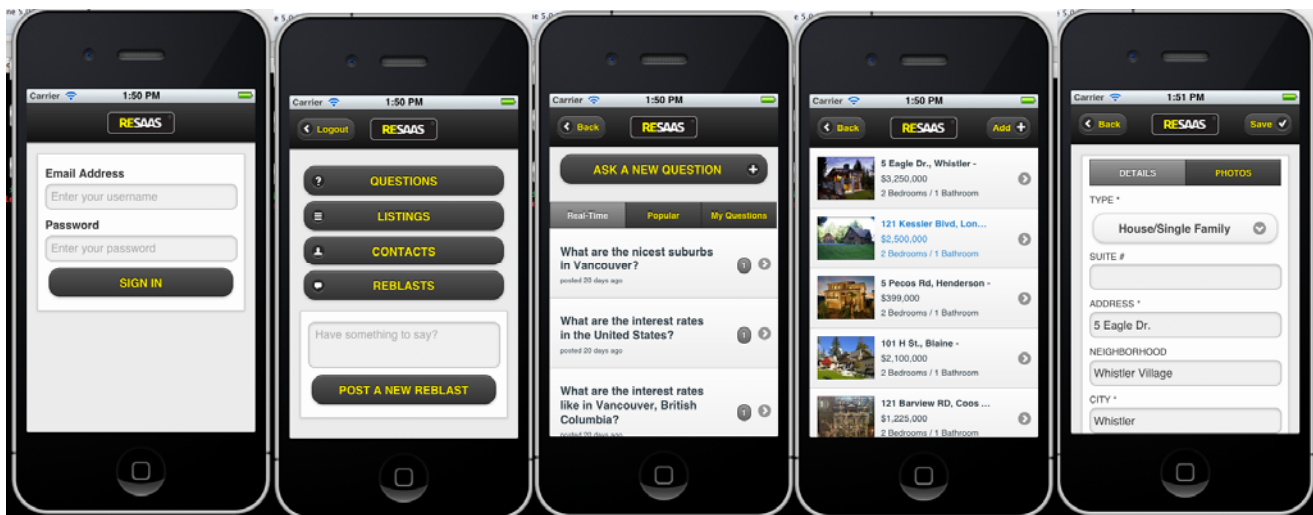 Carrier 1:50 PM
RESAAS
Email Address
Enter your username
Password
Enter your password
SIGN IN
Carrier 1:50 PM
Logout RESAAS
QUESTIONS
LISTINGS
CONTACTS
REBLASTS
Have something to say?
POST A NEW REBLAST
Carrier 1:50 PM
Back RESAAS
ASK A NEW QUESTION +
Real-Time Popular My Questions
What are the nicest suburbs
in Vancouver?
1
posted 20 days ago
What are the interest rates
in the United States?
1
posted 20 days ago
What are the interest rates
like in Vancouver, British
Columbia?
1
posted 20 days ago
Carrier 1:50 PM
Back RESAAS Add +
5 Eagle Dr., Whistler -
$3,250,000
2 Bedrooms / 1 Bathroom
121 Kessler Blvd, Lon...
$2,500,000
2 Bedrooms / 1 Bathroom
5 Pecos Rd, Henderson -
$399,000
2 Bedrooms / 1 Bathroom
101 H St., Blaine -
$2,100,000
2 Bedrooms / 1 Bathroom
121 Barview RD, Coos ...
$1,225,000
2 Bedrooms / 1 Bathroom
Carrier 1:51 PM
Back RESAAS Save
DETAILS PHOTOS
TYPE *
House/Single Family
SUITE #
ADDRESS *
5 Eagle Dr.
NEIGHBORHOOD
Whistler Village
CITY *
Whistler